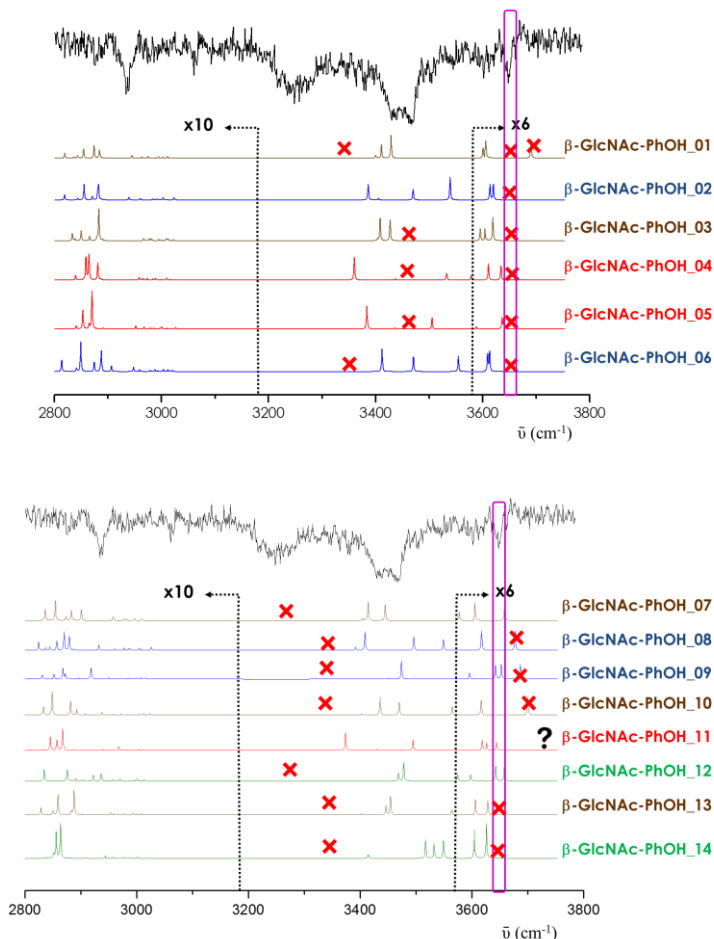 x10
x6
β-GlcNAc-PhOH_01
β-GlcNAc-PhOH_02
β-GlcNAc-PhOH_03
β-GlcNAc-PhOH_04
β-GlcNAc-PhOH_05
β-GlcNAc-PhOH_06
2800 3000 3200 3400 3600 3800
ῡ (cm⁻¹)
x10
x6
β-GlcNAc-PhOH_07
β-GlcNAc-PhOH_08
β-GlcNAc-PhOH_09
β-GlcNAc-PhOH_10
?
β-GlcNAc-PhOH_11
β-GlcNAc-PhOH_12
β-GlcNAc-PhOH_13
β-GlcNAc-PhOH_14
2800 3000 3200 3400 3600 3800
ῡ (cm⁻¹)